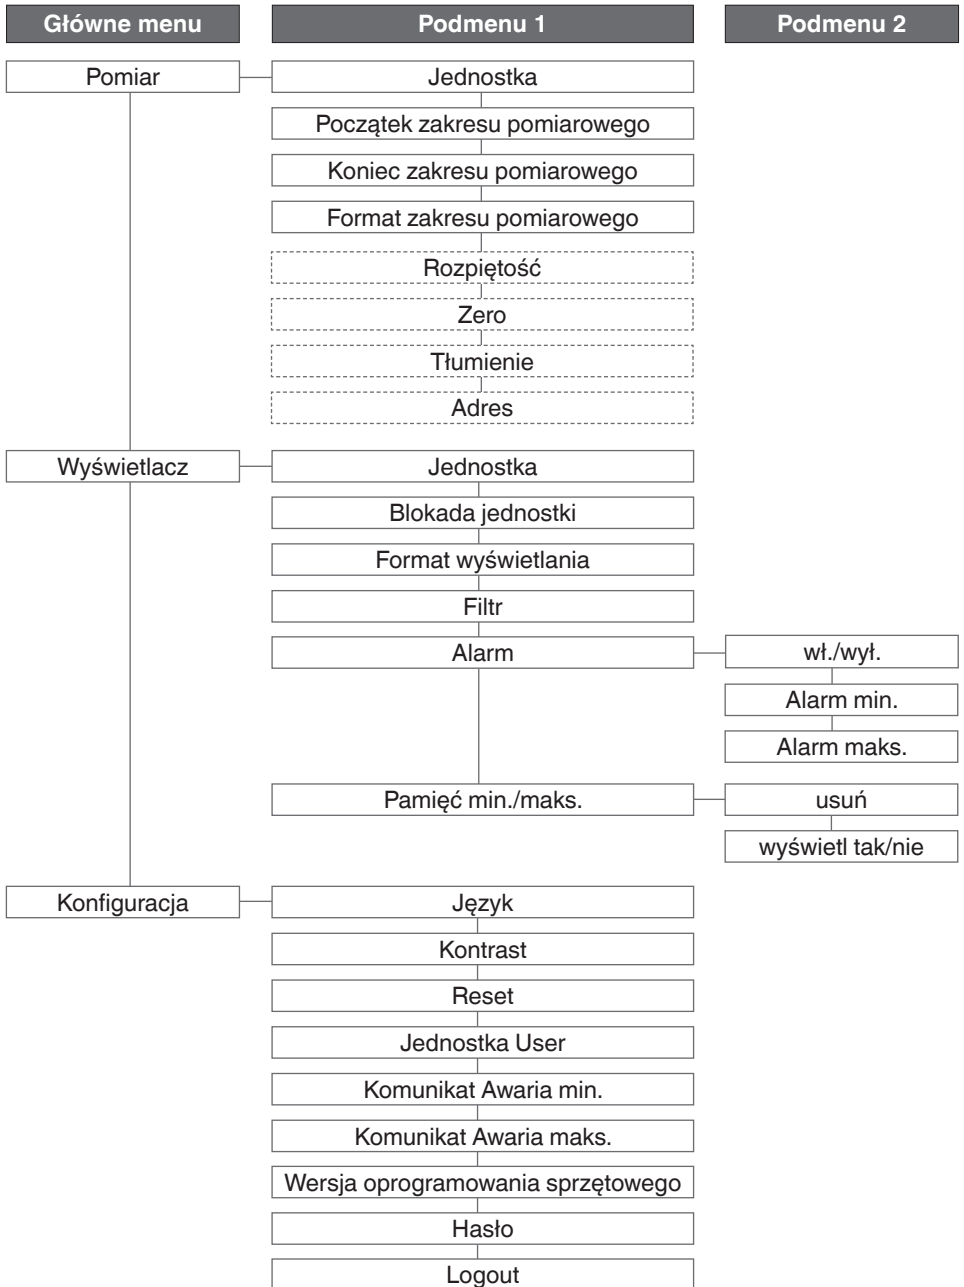 Główne menu
Podmenu 1
Podmenu 2
Pomiar
Jednostka
Początek zakresu pomiarowego
Koniec zakresu pomiarowego
Format zakresu pomiarowego
Rozpiętość
Zero
Tłumienie
Adres
Wyświetlacz
Jednostka
Blokada jednostki
Format wyświetlania
Filtr
Alarm
wł./wył.
Alarm min.
Alarm maks.
Pamięć min./maks.
usuń
wyświetl tak/nie
Konfiguracja
Język
Kontrast
Reset
Jednostka User
Komunikat Awaria min.
Komunikat Awaria maks.
Wersja oprogramowania sprzętowego
Hasło
Logout